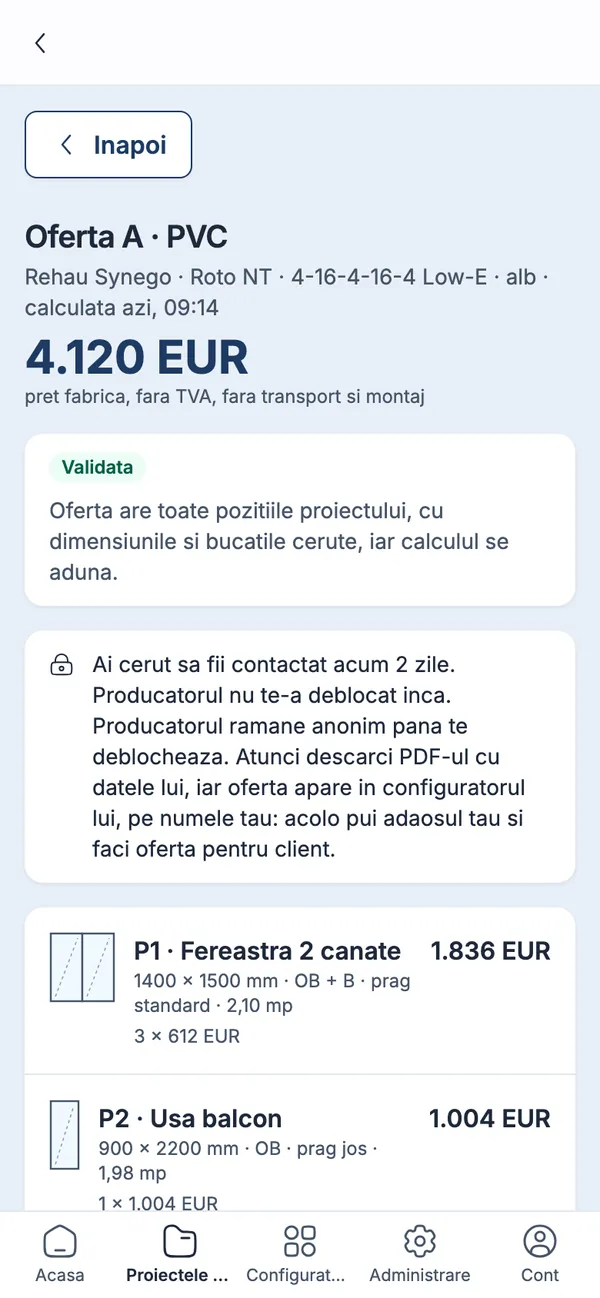 Inapoi
Oferta A · PVC
Rehau Synego · Roto NT · 4-16-4-16-4 Low-E · alb ·
calculata azi, 09:14
4.120 EUR
pret fabrica, fara TVA, fara transport si montaj
Validata
Oferta are toate pozitiile proiectului, cu
dimensiunile si bucatile cerute, iar calculul se
aduna.
Ai cerut sa fii contactat acum 2 zile.
Producatorul nu te-a deblocat inca.
Producatorul ramane anonim pana te
deblocheaza. Atunci descarci PDF-ul cu
datele lui, iar oferta apare in configuratorul
lui, pe numele tau: acolo pui adaosul tau si
faci oferta pentru client.
P1 · Fereastra 2 canate 1.836 EUR
1400 × 1500 mm · OB + B · prag
standard · 2,10 mp
3 × 612 EUR
P2 · Usa balcon 1.004 EUR
900 × 2200 mm · OB · prag jos ·
1,98 mp
1 × 1.004 EUR
Acasa Proiectele ... Configurat... Administrare Cont